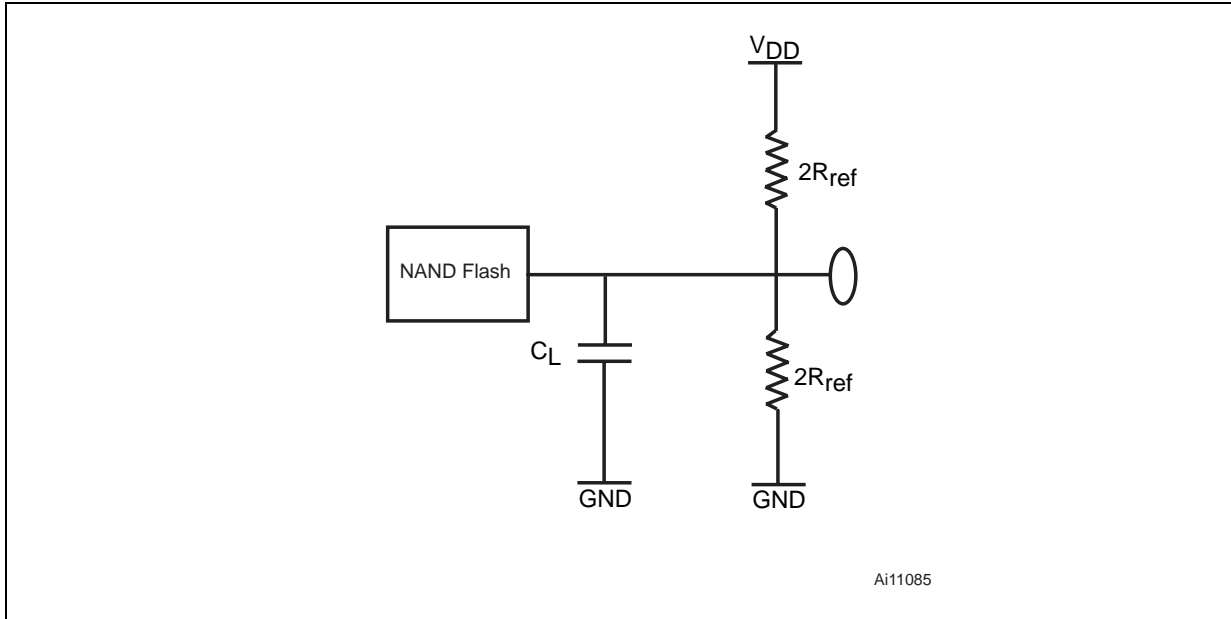 VDD
2Rref
NAND Flash
CL
2Rref
GND
GND
Ai11085